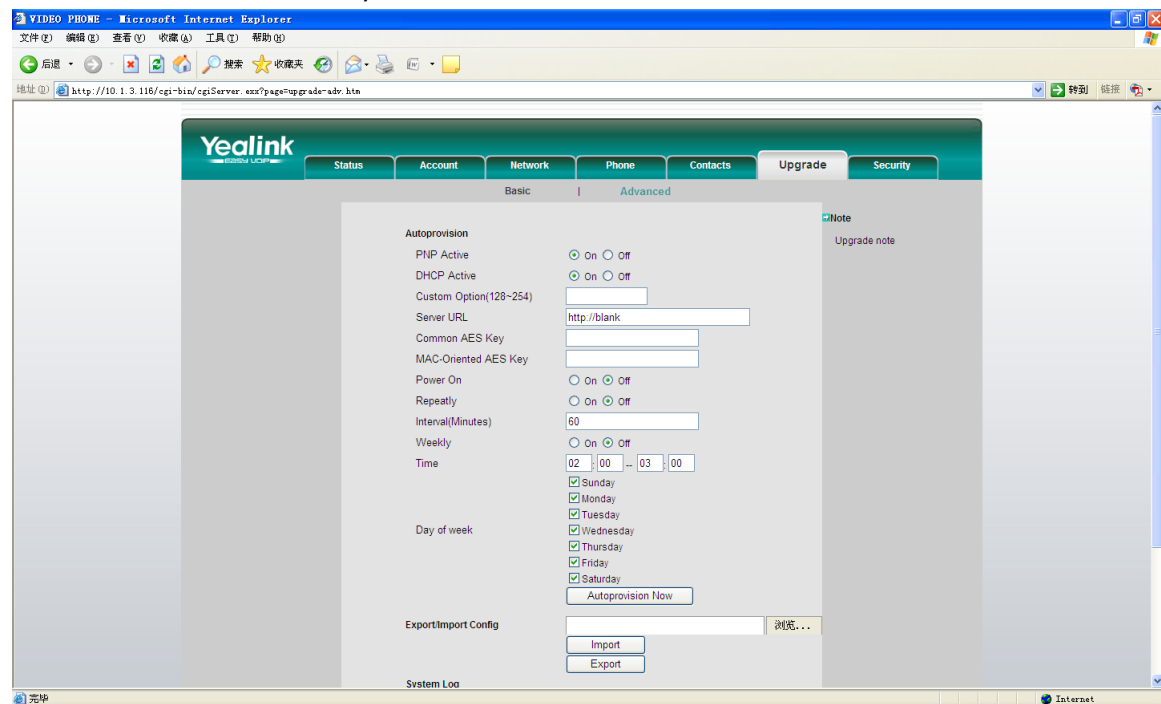 VIDEO PHONE - Microsoft Internet Explorer
文件(F) 编辑(E) 查看(V) 收藏(A) 工具(T) 帮助(H)
后退 搜索 收藏夹
地址(D) http://10.1.3.116/cgi-bin/cgiServer.exx?page=upgrade-adv.htm 转到 链接
Yealink
EASY VOIP
Status Account Network Phone Contacts Upgrade Security
Basic | Advanced
Note
Upgrade note
Autoprovision
PNP Active On Off
DHCP Active On Off
Custom Option(128~254)
Server URL http://blank
Common AES Key
MAC-Oriented AES Key
Power On On Off
Repeatly On Off
Interval(Minutes) 60
Weekly On Off
Time 02 : 00 -- 03 : 00
Day of week
Sunday
Monday
Tuesday
Wednesday
Thursday
Friday
Saturday
Autoprovision Now
Export/Import Config 浏览...
Import
Export
System Log
完毕 Internet